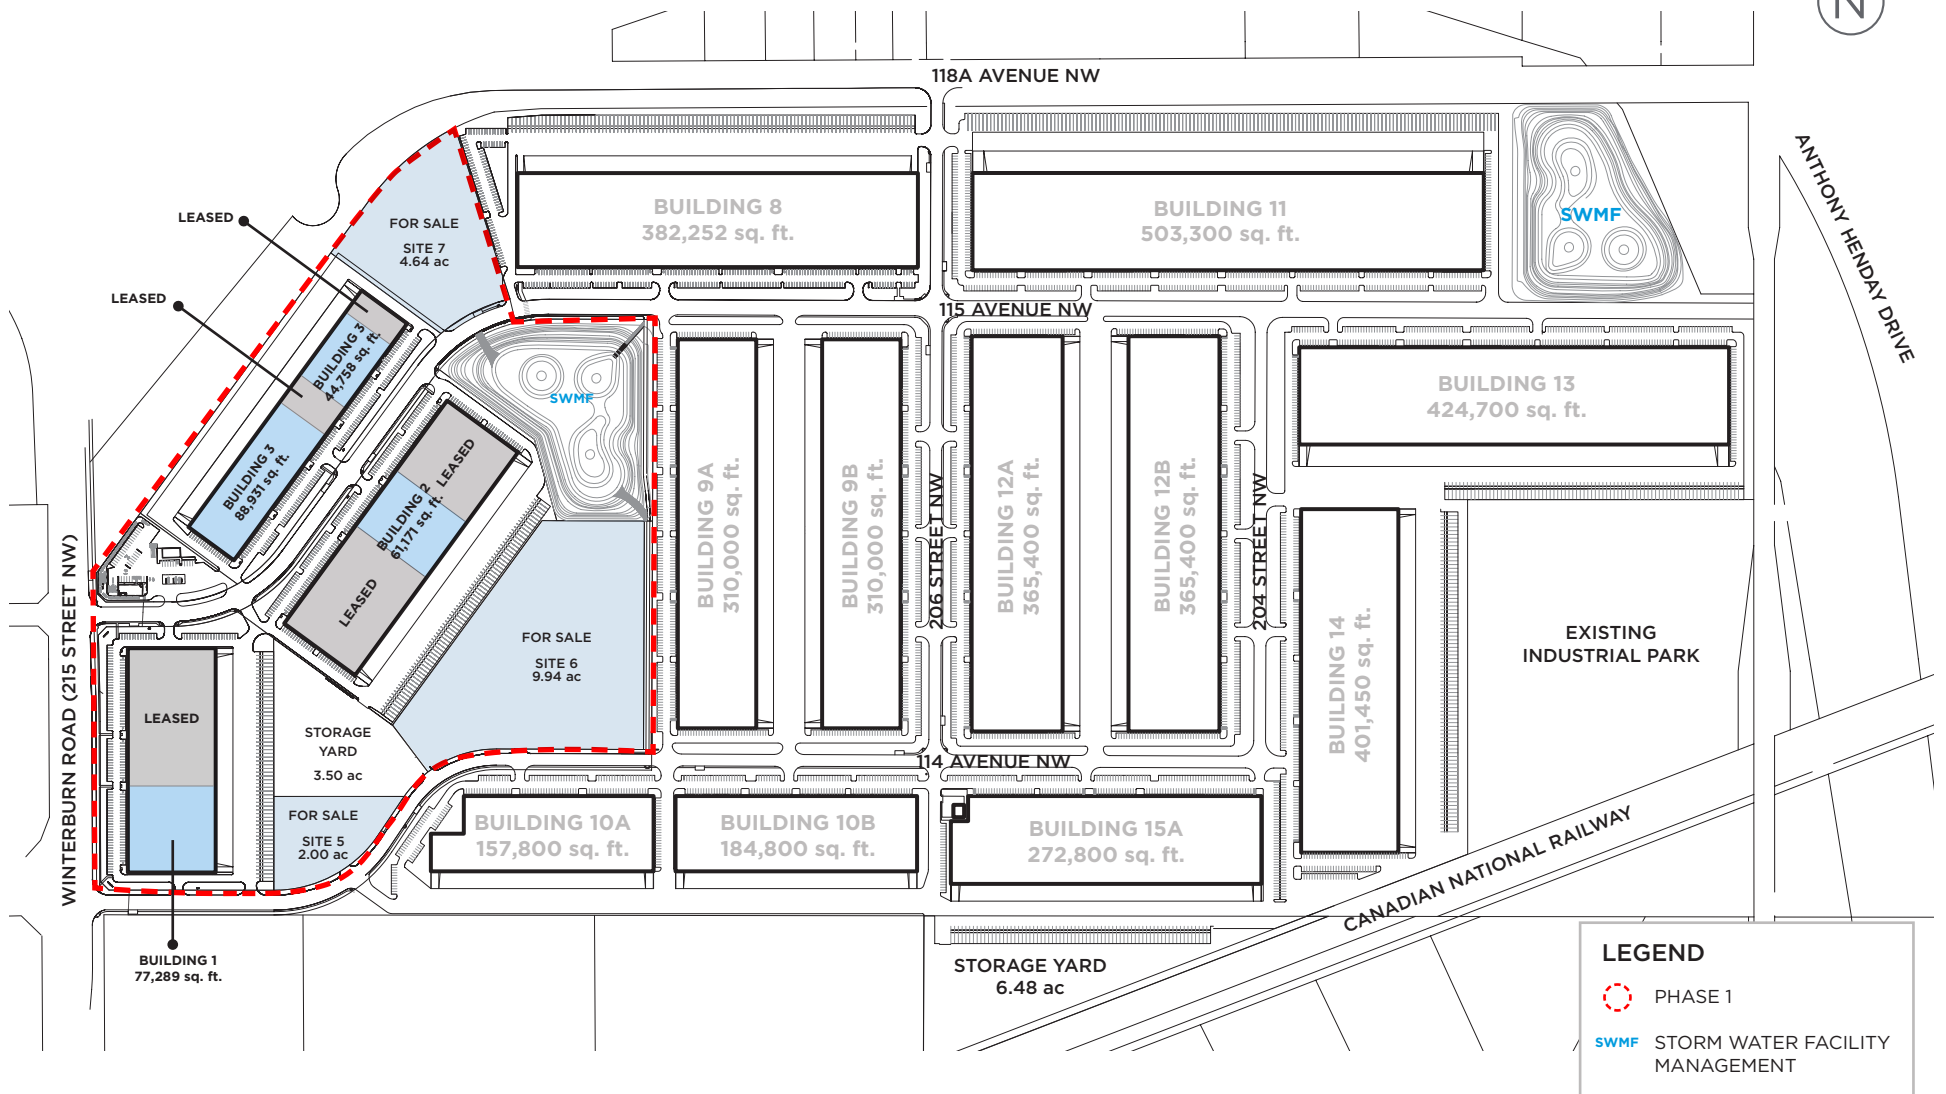 N
118A AVENUE NW
ANTHONY HENDAY DRIVE
LEASED
FOR SALE
SITE 7
4.64 ac
BUILDING 8
382,252 sq. ft.
BUILDING 11
503,300 sq. ft.
SWMF
LEASED
115 AVENUE NW
BUILDING 3
44,758 sq. ft.
BUILDING 3
88,931 sq. ft.
SWMF
LEASED
BUILDING 2
61,171 sq. ft.
LEASED
BUILDING 9A
310,000 sq. ft.
BUILDING 9B
310,000 sq. ft.
206 STREET NW
BUILDING 12A
365,400 sq. ft.
BUILDING 12B
365,400 sq. ft.
204 STREET NW
BUILDING 13
424,700 sq. ft.
BUILDING 14
401,450 sq. ft.
EXISTING
INDUSTRIAL PARK
WINTERBURN ROAD (215 STREET NW)
FOR SALE
SITE 6
9.94 ac
LEASED
STORAGE
YARD
3.50 ac
114 AVENUE NW
FOR SALE
SITE 5
2.00 ac
BUILDING 10A
157,800 sq. ft.
BUILDING 10B
184,800 sq. ft.
BUILDING 15A
272,800 sq. ft.
CANADIAN NATIONAL RAILWAY
BUILDING 1
77,289 sq. ft.
STORAGE YARD
6.48 ac
LEGEND
PHASE 1
SWMF STORM WATER FACILITY
MANAGEMENT